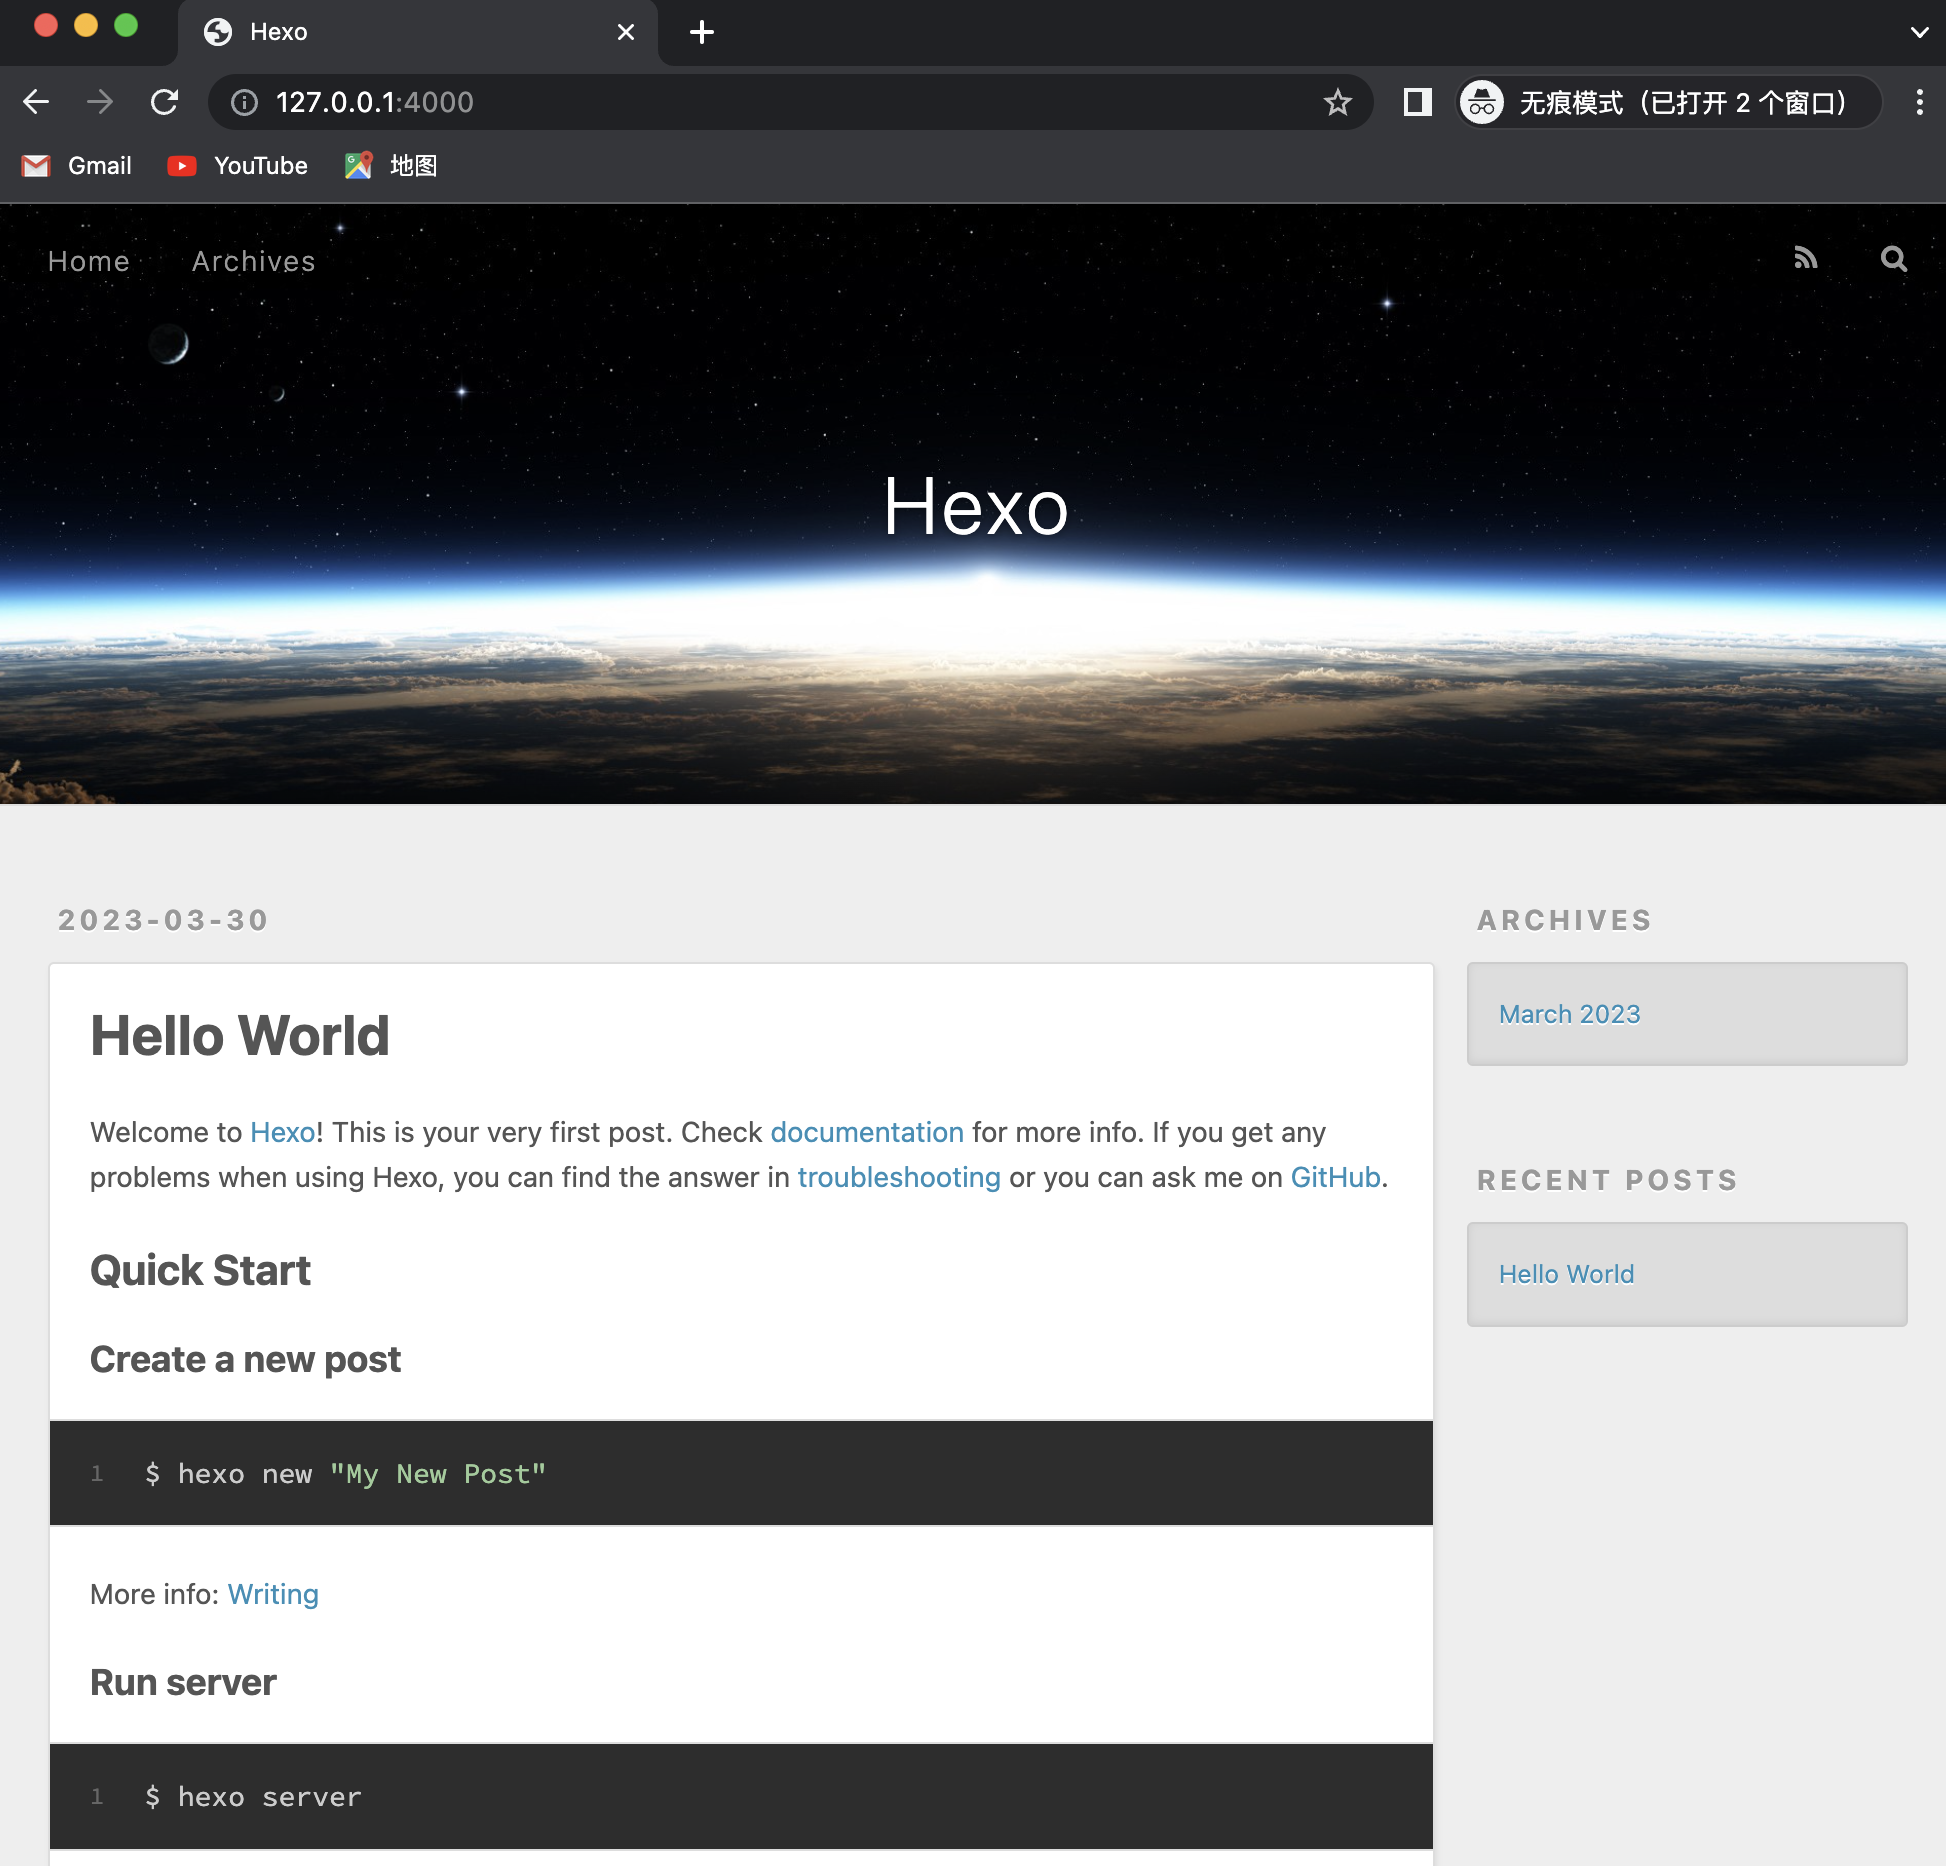 Hexo
127.0.0.1:4000
无痕模式（已打开 2 个窗口）
Gmail YouTube 地图
Home Archives
Hexo
2023-03-30
Hello World
Welcome to Hexo! This is your very first post. Check documentation for more info. If you get any
problems when using Hexo, you can find the answer in troubleshooting or you can ask me on GitHub.
Quick Start
Create a new post
1 $ hexo new "My New Post"
More info: Writing
Run server
1 $ hexo server
ARCHIVES
March 2023
RECENT POSTS
Hello World